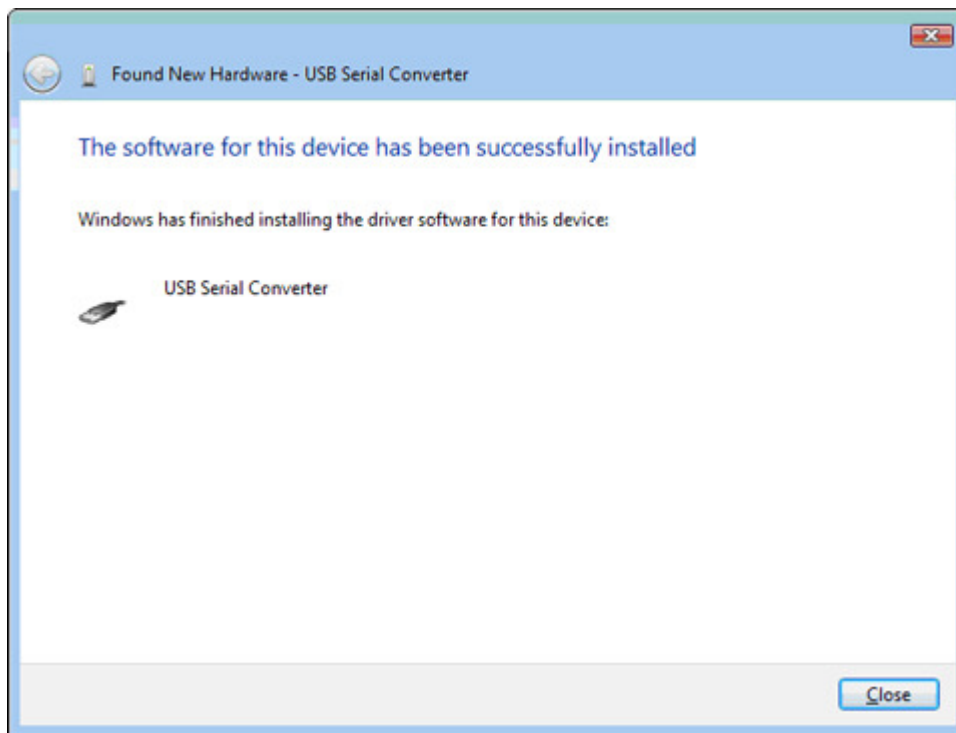 Found New Hardware - USB Serial Converter
The software for this device has been successfully installed
Windows has finished installing the driver software for this device:
USB Serial Converter
Close